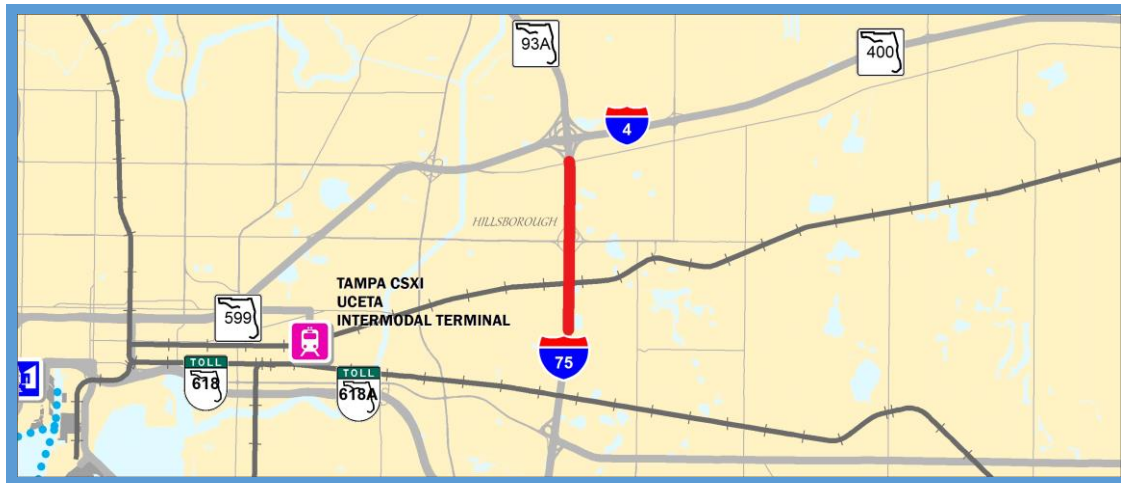 93A
400
4
HILLSBOROUGH
TAMPA CSXI
UCETA
INTERMODAL TERMINAL
599
75
TOLL
618
TOLL
618A